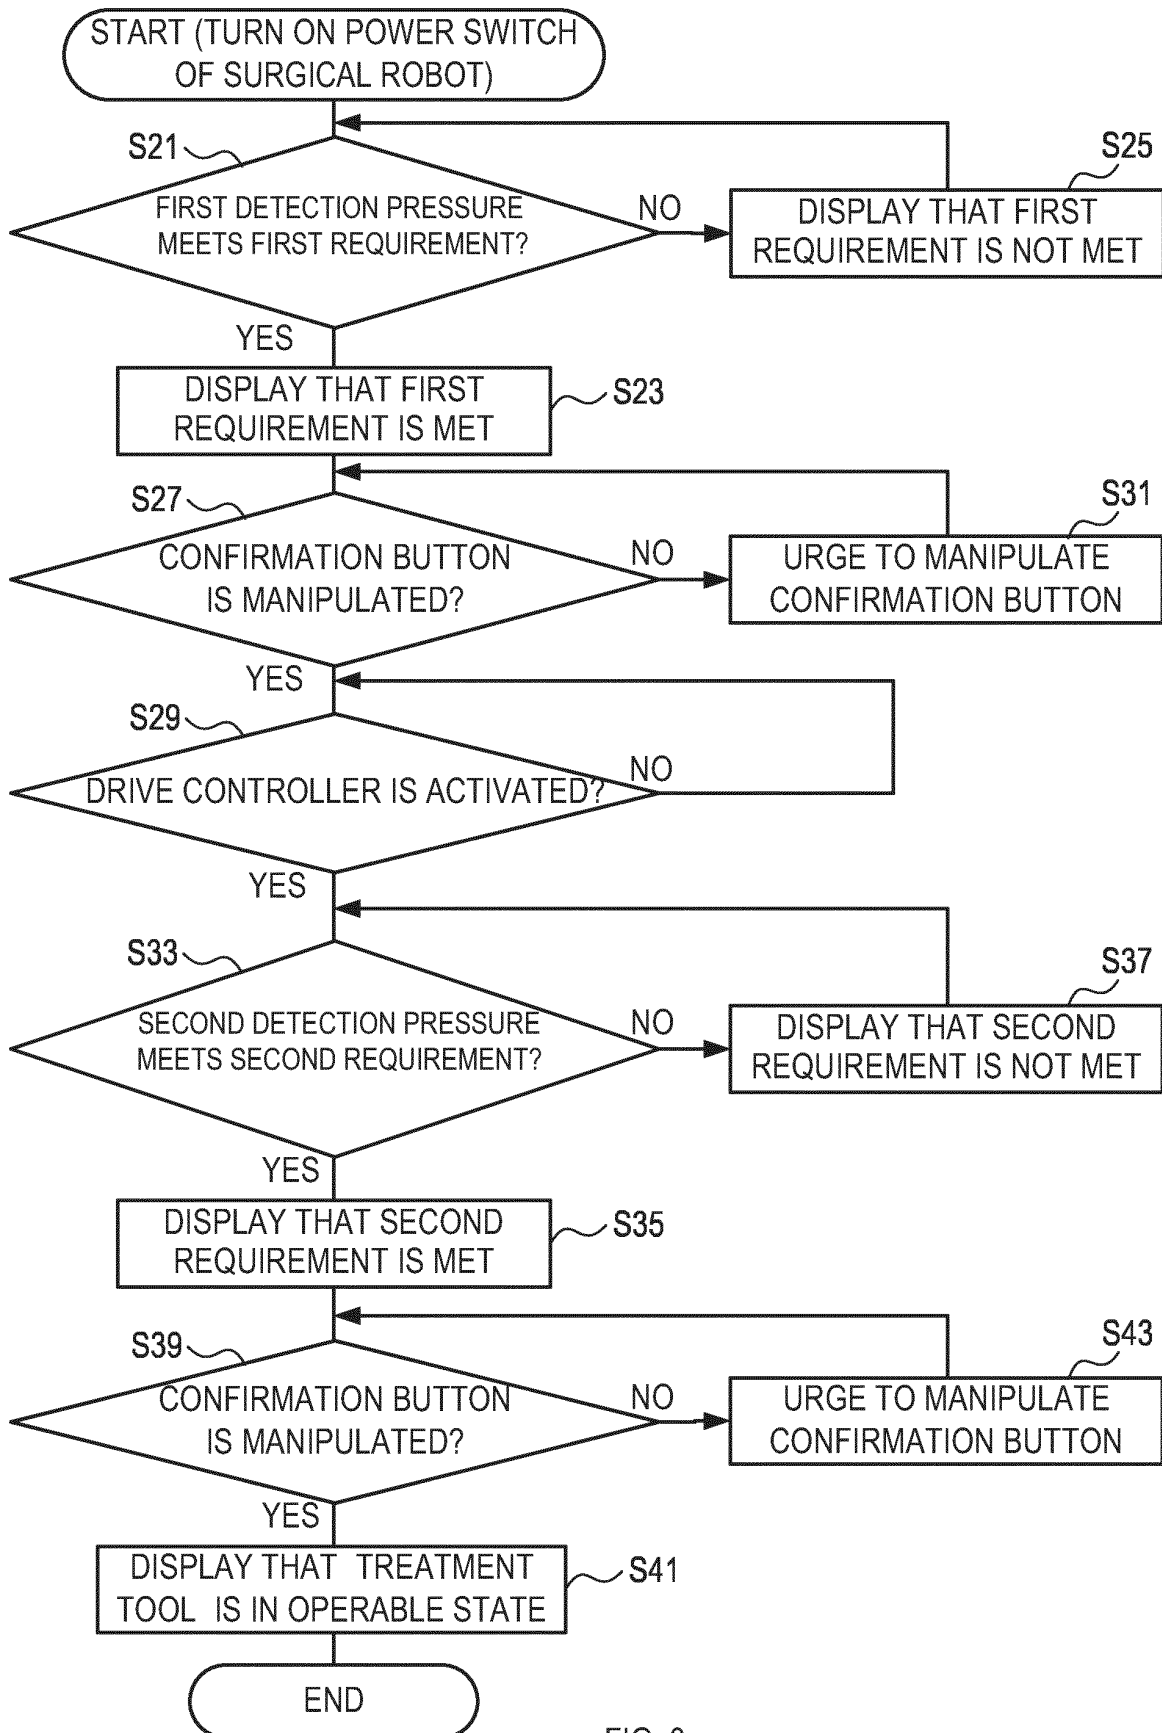 START (TURN ON POWER SWITCH
OF SURGICAL ROBOT)
S21
FIRST DETECTION PRESSURE
MEETS FIRST REQUIREMENT?
NO
S25
DISPLAY THAT FIRST
REQUIREMENT IS NOT MET
YES
DISPLAY THAT FIRST
REQUIREMENT IS MET
S23
S27
CONFIRMATION BUTTON
IS MANIPULATED?
NO
S31
URGE TO MANIPULATE
CONFIRMATION BUTTON
YES
S29
DRIVE CONTROLLER IS ACTIVATED?
NO
YES
S33
SECOND DETECTION PRESSURE
MEETS SECOND REQUIREMENT?
NO
S37
DISPLAY THAT SECOND
REQUIREMENT IS NOT MET
YES
DISPLAY THAT SECOND
REQUIREMENT IS MET
S35
S39
CONFIRMATION BUTTON
IS MANIPULATED?
NO
S43
URGE TO MANIPULATE
CONFIRMATION BUTTON
YES
DISPLAY THAT TREATMENT
TOOL IS IN OPERABLE STATE
S41
END